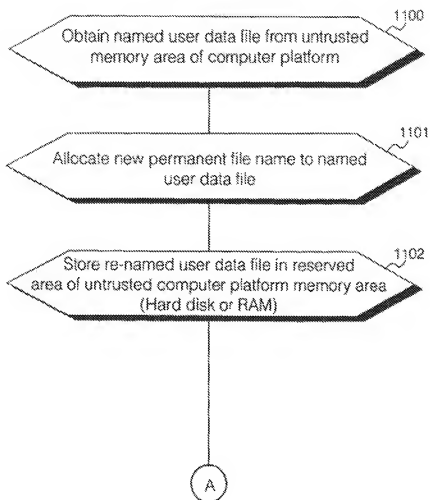 1100
Obtain named user data file from untrusted
memory area of computer platform
1101
Allocate new permanent file name to named
user data file
1102
Store re-named user data file in reserved
area of untrusted computer platform memory area
(Hard disk or RAM)
A